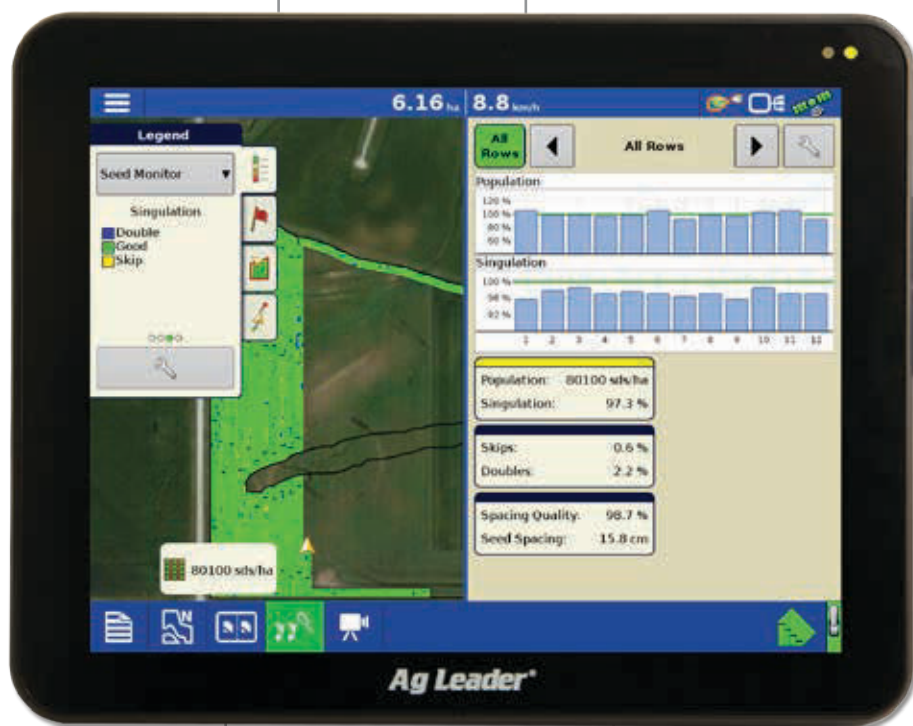 6.16 ha 8.8 km/h
Legend
Seed Monitor
Singulation
Double
Good
Skip
80100 sds/ha
All Rows
All Rows
Population
120 %
100 %
80 %
60 %
Singulation
100 %
96 %
92 %
1 2 3 4 5 6 7 8 9 10 11 12
Population: 80100 sds/ha
Singulation: 97.3 %
Skips: 0.6 %
Doubles: 2.2 %
Spacing Quality: 98.7 %
Seed Spacing: 15.8 cm
Ag Leader